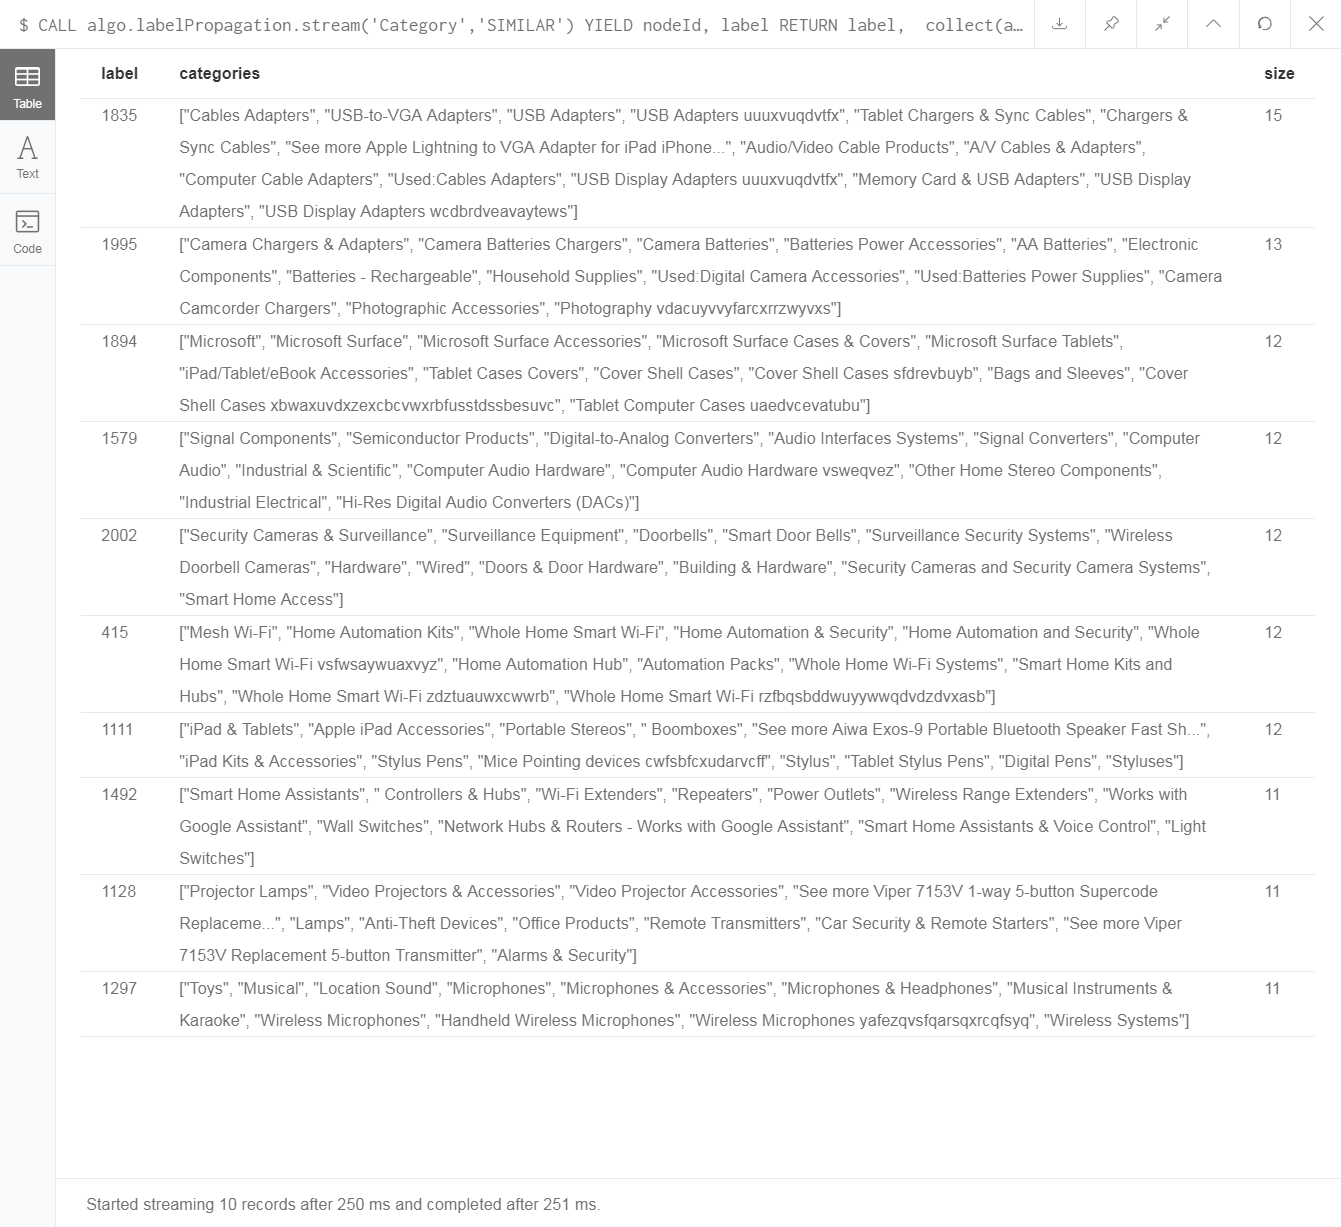 $ CALL algo.labelPropagation.stream('Category','SIMILAR') YIELD nodeId, label RETURN label,  collect(a…
Table
Text
Code
label categories size
1835 ["Cables Adapters", "USB-to-VGA Adapters", "USB Adapters", "USB Adapters uuuxvuqdvtfx", "Tablet Chargers & Sync Cables", "Chargers & 15
Sync Cables", "See more Apple Lightning to VGA Adapter for iPad iPhone...", "Audio/Video Cable Products", "A/V Cables & Adapters",
"Computer Cable Adapters", "Used:Cables Adapters", "USB Display Adapters uuuxvuqdvtfx", "Memory Card & USB Adapters", "USB Display
Adapters", "USB Display Adapters wcdbrdveavaytews"]
1995 ["Camera Chargers & Adapters", "Camera Batteries Chargers", "Camera Batteries", "Batteries Power Accessories", "AA Batteries", "Electronic 13
Components", "Batteries - Rechargeable", "Household Supplies", "Used:Digital Camera Accessories", "Used:Batteries Power Supplies", "Camera
Camcorder Chargers", "Photographic Accessories", "Photography vdacuyvvyfarcxrrzwyvxs"]
1894 ["Microsoft", "Microsoft Surface", "Microsoft Surface Accessories", "Microsoft Surface Cases & Covers", "Microsoft Surface Tablets", 12
"iPad/Tablet/eBook Accessories", "Tablet Cases Covers", "Cover Shell Cases", "Cover Shell Cases sfdrevbuyb", "Bags and Sleeves", "Cover
Shell Cases xbwaxuvdxzexcbcvwxrbfusstdssbesuvc", "Tablet Computer Cases uaedvcevatubu"]
1579 ["Signal Components", "Semiconductor Products", "Digital-to-Analog Converters", "Audio Interfaces Systems", "Signal Converters", "Computer 12
Audio", "Industrial & Scientific", "Computer Audio Hardware", "Computer Audio Hardware vsweqvez", "Other Home Stereo Components",
"Industrial Electrical", "Hi-Res Digital Audio Converters (DACs)"]
2002 ["Security Cameras & Surveillance", "Surveillance Equipment", "Doorbells", "Smart Door Bells", "Surveillance Security Systems", "Wireless 12
Doorbell Cameras", "Hardware", "Wired", "Doors & Door Hardware", "Building & Hardware", "Security Cameras and Security Camera Systems",
"Smart Home Access"]
415 ["Mesh Wi-Fi", "Home Automation Kits", "Whole Home Smart Wi-Fi", "Home Automation & Security", "Home Automation and Security", "Whole 12
Home Smart Wi-Fi vsfwsaywuaxvyz", "Home Automation Hub", "Automation Packs", "Whole Home Wi-Fi Systems", "Smart Home Kits and
Hubs", "Whole Home Smart Wi-Fi zdztuauwxcwwrb", "Whole Home Smart Wi-Fi rzfbqsbddwuyywwqdvdzdvxasb"]
1111 ["iPad & Tablets", "Apple iPad Accessories", "Portable Stereos", " Boomboxes", "See more Aiwa Exos-9 Portable Bluetooth Speaker Fast Sh...", 12
"iPad Kits & Accessories", "Stylus Pens", "Mice Pointing devices cwfsbfcxudarvcff", "Stylus", "Tablet Stylus Pens", "Digital Pens", "Styluses"]
1492 ["Smart Home Assistants", " Controllers & Hubs", "Wi-Fi Extenders", "Repeaters", "Power Outlets", "Wireless Range Extenders", "Works with 11
Google Assistant", "Wall Switches", "Network Hubs & Routers - Works with Google Assistant", "Smart Home Assistants & Voice Control", "Light
Switches"]
1128 ["Projector Lamps", "Video Projectors & Accessories", "Video Projector Accessories", "See more Viper 7153V 1-way 5-button Supercode 11
Replaceme...", "Lamps", "Anti-Theft Devices", "Office Products", "Remote Transmitters", "Car Security & Remote Starters", "See more Viper
7153V Replacement 5-button Transmitter", "Alarms & Security"]
1297 ["Toys", "Musical", "Location Sound", "Microphones", "Microphones & Accessories", "Microphones & Headphones", "Musical Instruments & 11
Karaoke", "Wireless Microphones", "Handheld Wireless Microphones", "Wireless Microphones yafezqvsfqarsqxrcqfsyq", "Wireless Systems"]
Started streaming 10 records after 250 ms and completed after 251 ms.